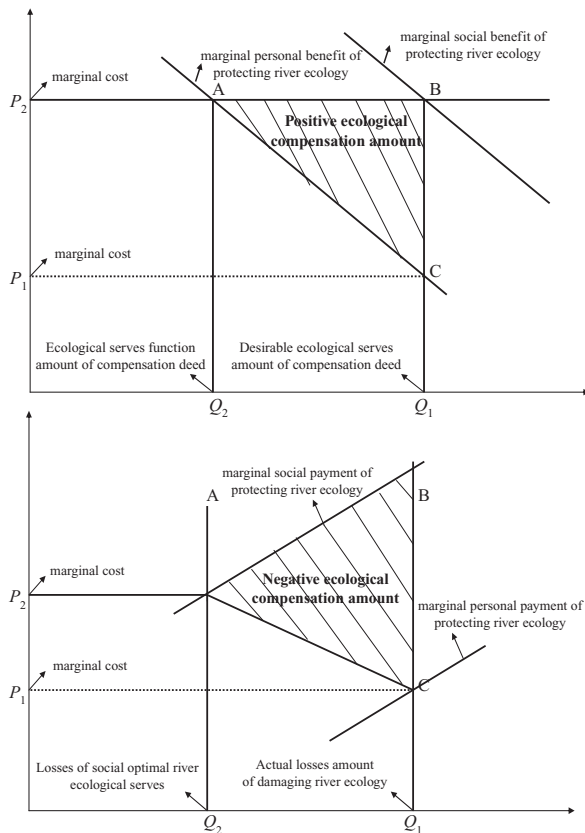 marginal social benefit of
protecting river ecology
marginal personal benefit of
protecting river ecology
marginal cost
P2
A
B
Positive ecological
compensation amount
marginal cost
P1
C
Ecological serves function
amount of compensation deed
Desirable ecological serves
amount of compensation deed
Q2
Q1
marginal social payment of
protecting river ecology
A
B
marginal cost
P2
Negative ecological
compensation amount
marginal personal payment of
protecting river ecology
marginal cost
P1
C
Losses of social optimal river
ecological serves
Actual losses amount
of damaging river ecology
Q2
Q1